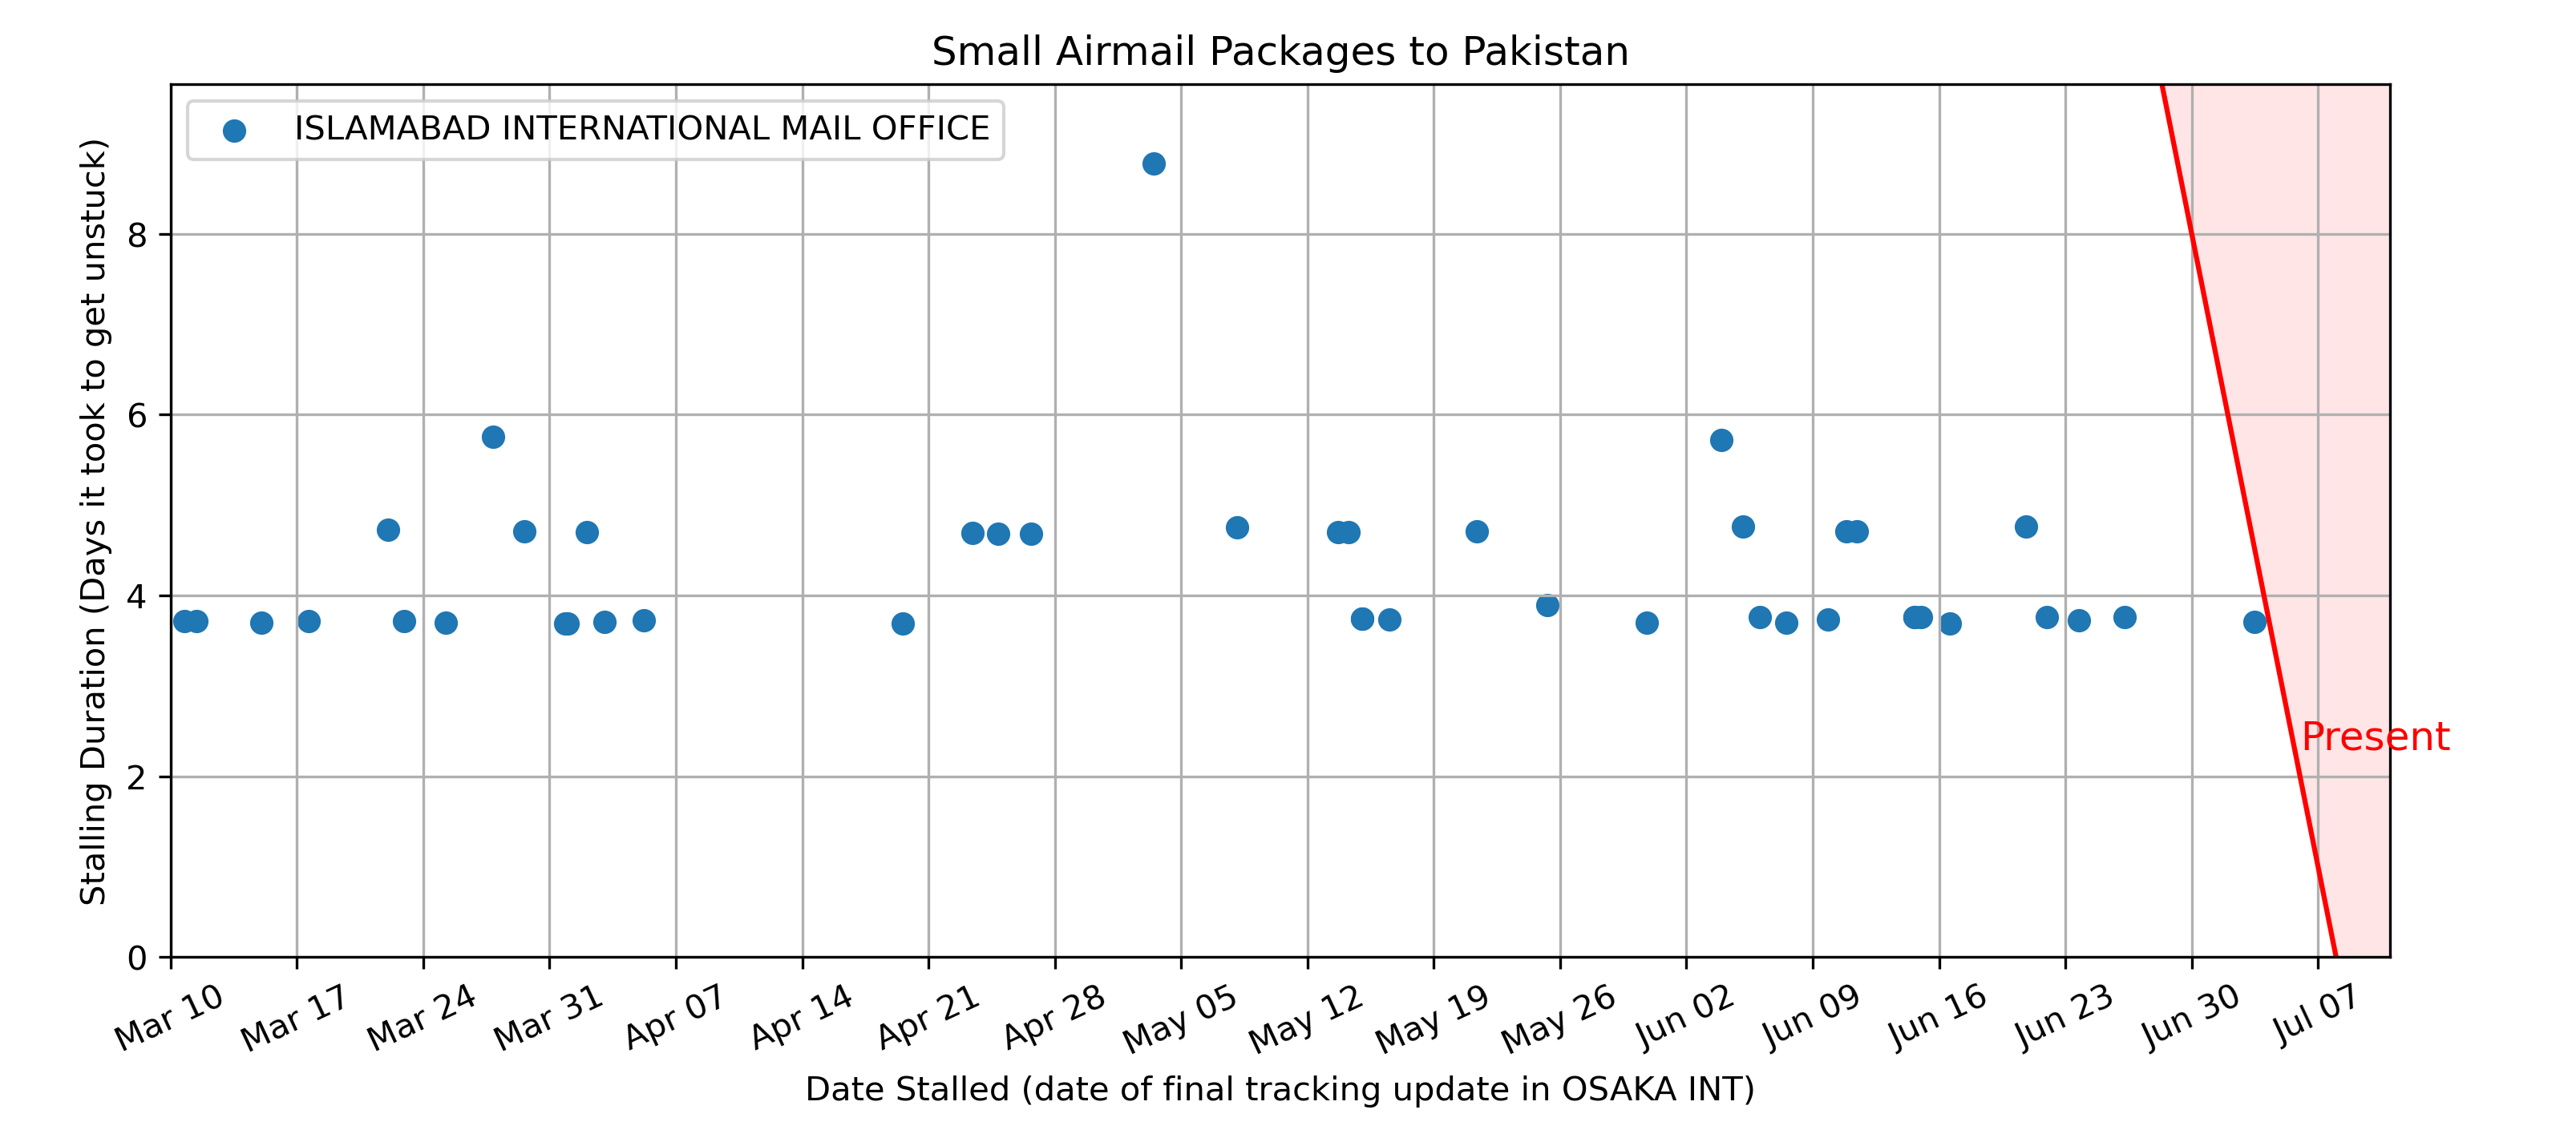 Small Airmail Packages to Pakistan
ISLAMABAD INTERNATIONAL MAIL OFFICE
Stalling Duration (Days it took to get unstuck)
8
6
4
2
0
Present
Mar 10
Mar 17
Mar 24
Mar 31
Apr 07
Apr 14
Apr 21
Apr 28
May 05
May 12
May 19
May 26
Jun 02
Jun 09
Jun 16
Jun 23
Jun 30
Jul 07
Date Stalled (date of final tracking update in OSAKA INT)